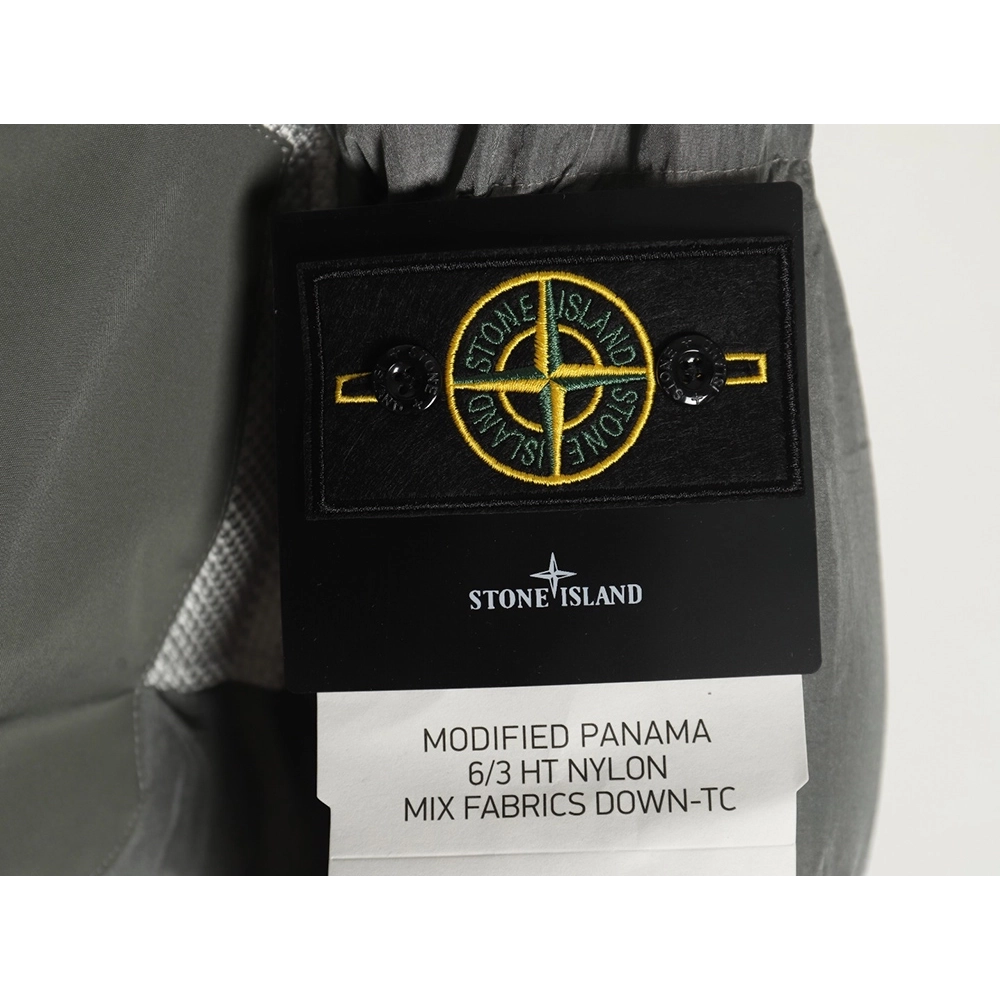 STONE ISLAND
STONE ISLAND
STONE ISLAND
MODIFIED PANAMA
6/3 HT NYLON
MIX FABRICS DOWN-TC